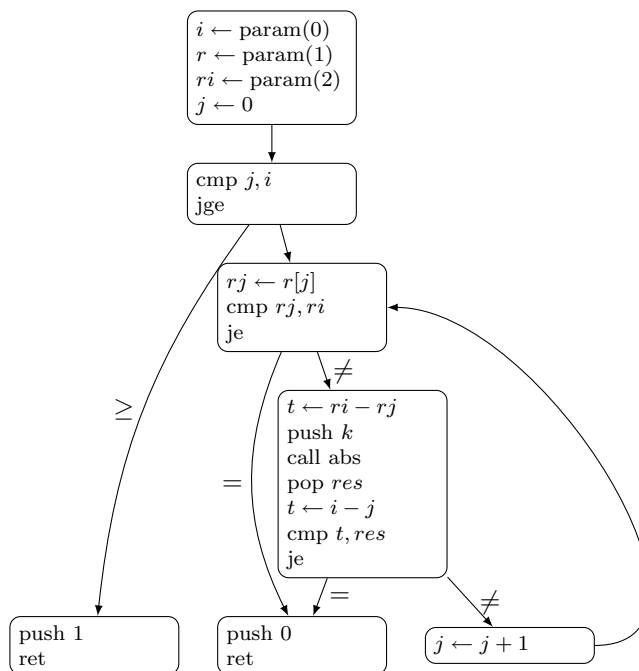 i ← param(0)
r ← param(1)
ri ← param(2)
j ← 0
cmp j, i
jge
rj ← r[j]
cmp rj, ri
je
≠
≥
t ← ri − rj
push k
call abs
pop res
t ← i − j
cmp t, res
je
=
=
≠
push 1
ret
push 0
ret
j ← j + 1